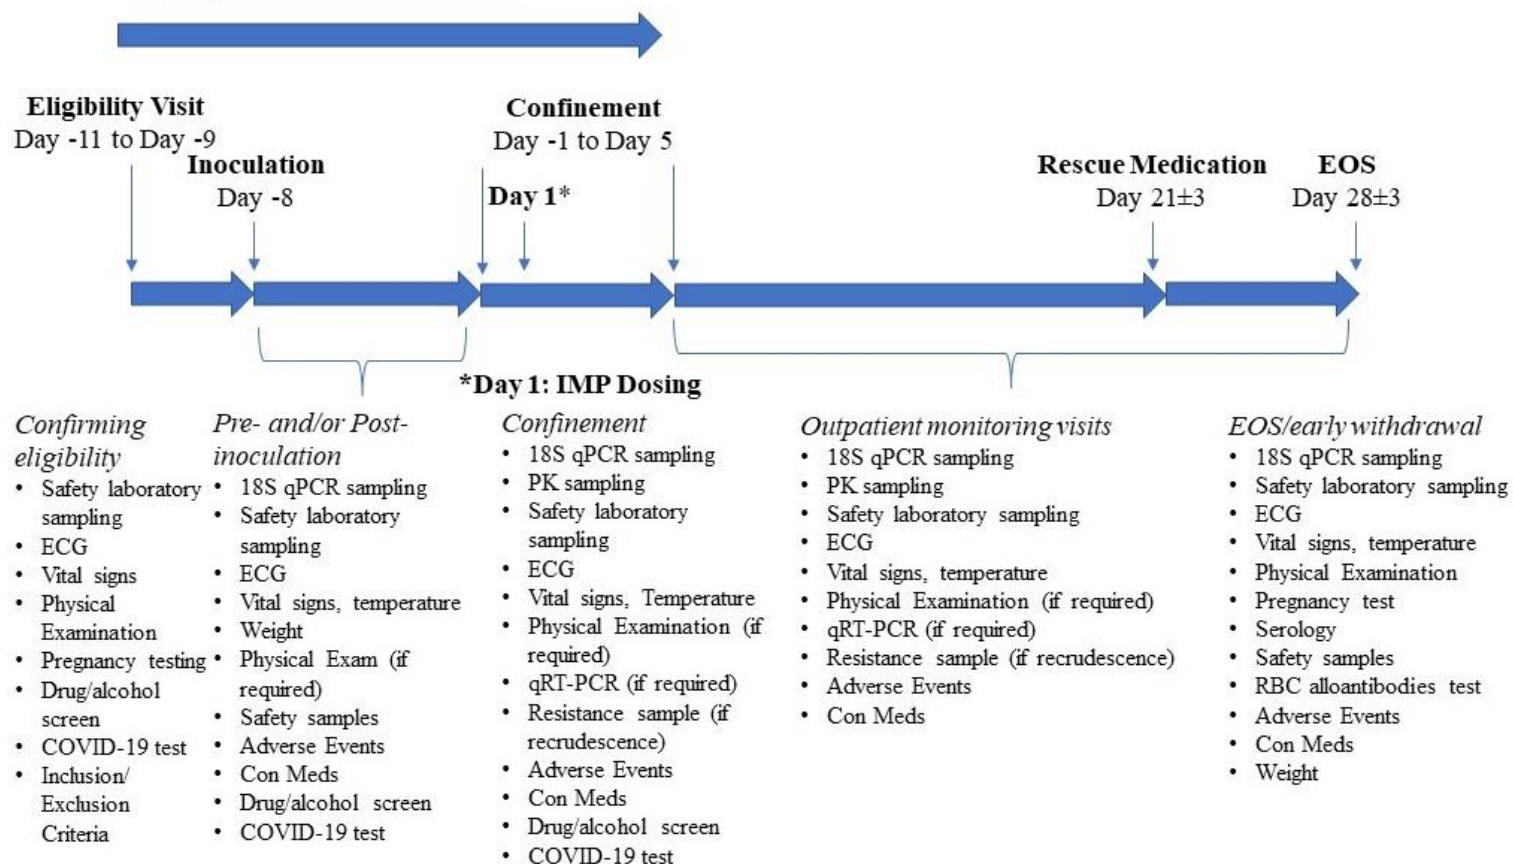 Eligibility Visit
Day -11 to Day -9
Inoculation
Day -8
Confinement
Day -1 to Day 5
Day 1*
Rescue Medication
Day 21±3
EOS
Day 28±3
*Day 1: IMP Dosing
Confirming
eligibility
• Safety laboratory
sampling
• ECG
• Vital signs
• Physical
Examination
• Pregnancy testing
• Drug/alcohol
screen
• COVID-19 test
• Inclusion/
Exclusion
Criteria
Pre- and/or Post-
inoculation
• 18S qPCR sampling
• Safety laboratory
sampling
• ECG
• Vital signs, temperature
• Weight
• Physical Exam (if
required)
• Safety samples
• Adverse Events
• Con Meds
• Drug/alcohol screen
• COVID-19 test
Confinement
• 18S qPCR sampling
• PK sampling
• Safety laboratory
sampling
• ECG
• Vital signs, Temperature
• Physical Examination (if
required)
• qRT-PCR (if required)
• Resistance sample (if
recrudescence)
• Adverse Events
• Con Meds
• Drug/alcohol screen
• COVID-19 test
Outpatient monitoring visits
• 18S qPCR sampling
• PK sampling
• Safety laboratory sampling
• ECG
• Vital signs, temperature
• Physical Examination (if required)
• qRT-PCR (if required)
• Resistance sample (if recrudescence)
• Adverse Events
• Con Meds
EOS/early withdrawal
• 18S qPCR sampling
• Safety laboratory sampling
• ECG
• Vital signs, temperature
• Physical Examination
• Pregnancy test
• Serology
• Safety samples
• RBC alloantibodies test
• Adverse Events
• Con Meds
• Weight